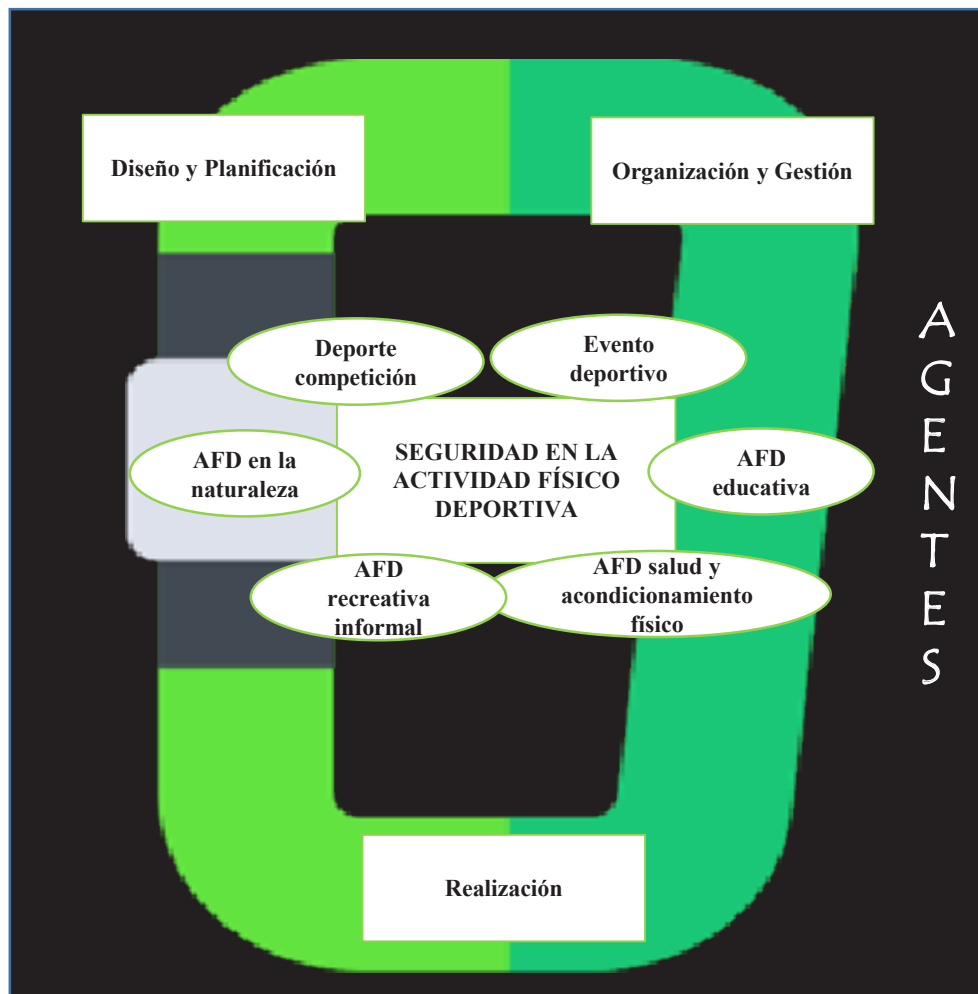 Diseño y Planificación
Organización y Gestión
Deporte
competición
Evento
deportivo
AFD en la
naturaleza
SEGURIDAD EN LA
ACTIVIDAD FÍSICO
DEPORTIVA
AFD
educativa
AFD
recreativa
informal
AFD salud y
acondicionamiento
físico
Realización
A
G
E
N
T
E
S